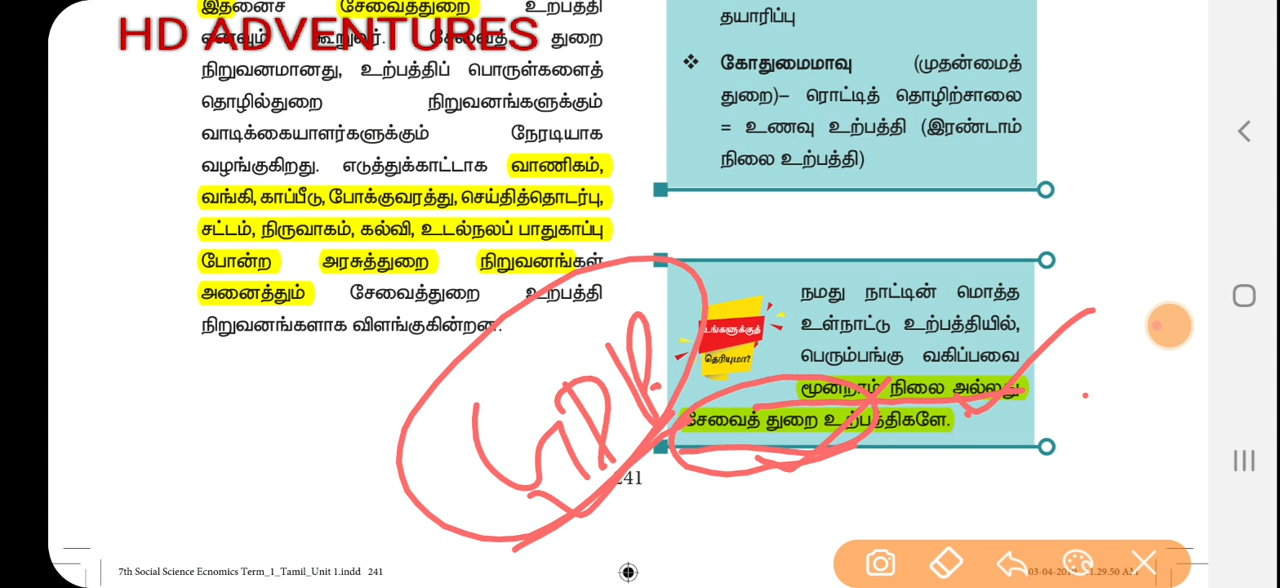 இதனைச் சேவைத்துறை உற்பத்தி
எனவும் கூறுவர். சேவைத் துறை
HD ADVENTURES
நிறுவனமானது, உற்பத்திப் பொருள்களைத்
தொழில்துறை நிறுவனங்களுக்கும்
வாடிக்கையாளர்களுக்கும் நேரடியாக
வழங்குகிறது. எடுத்துக்காட்டாக வாணிகம்,
வங்கி, காப்பீடு, போக்குவரத்து, செய்தித்தொடர்பு,
சட்டம், நிருவாகம், கல்வி, உடல்நலப் பாதுகாப்பு
போன்ற அரசுத்துறை நிறுவனங்கள்
அனைத்தும் சேவைத்துறை உற்பத்தி
நிறுவனங்களாக விளங்குகின்றன.
தயாரிப்பு
❖ கோதுமைமாவு (முதன்மைத்
துறை)– ரொட்டித் தொழிற்சாலை
= உணவு உற்பத்தி (இரண்டாம்
நிலை உற்பத்தி)
உங்களுக்குத்
தெரியுமா?
நமது நாட்டின் மொத்த
உள்நாட்டு உற்பத்தியில்,
பெரும்பங்கு வகிப்பவை
மூன்றாம் நிலை அல்லது
சேவைத் துறை உற்பத்திகளே.
241
7th Social Science Ecnomics Term_1_Tamil_Unit 1.indd 241